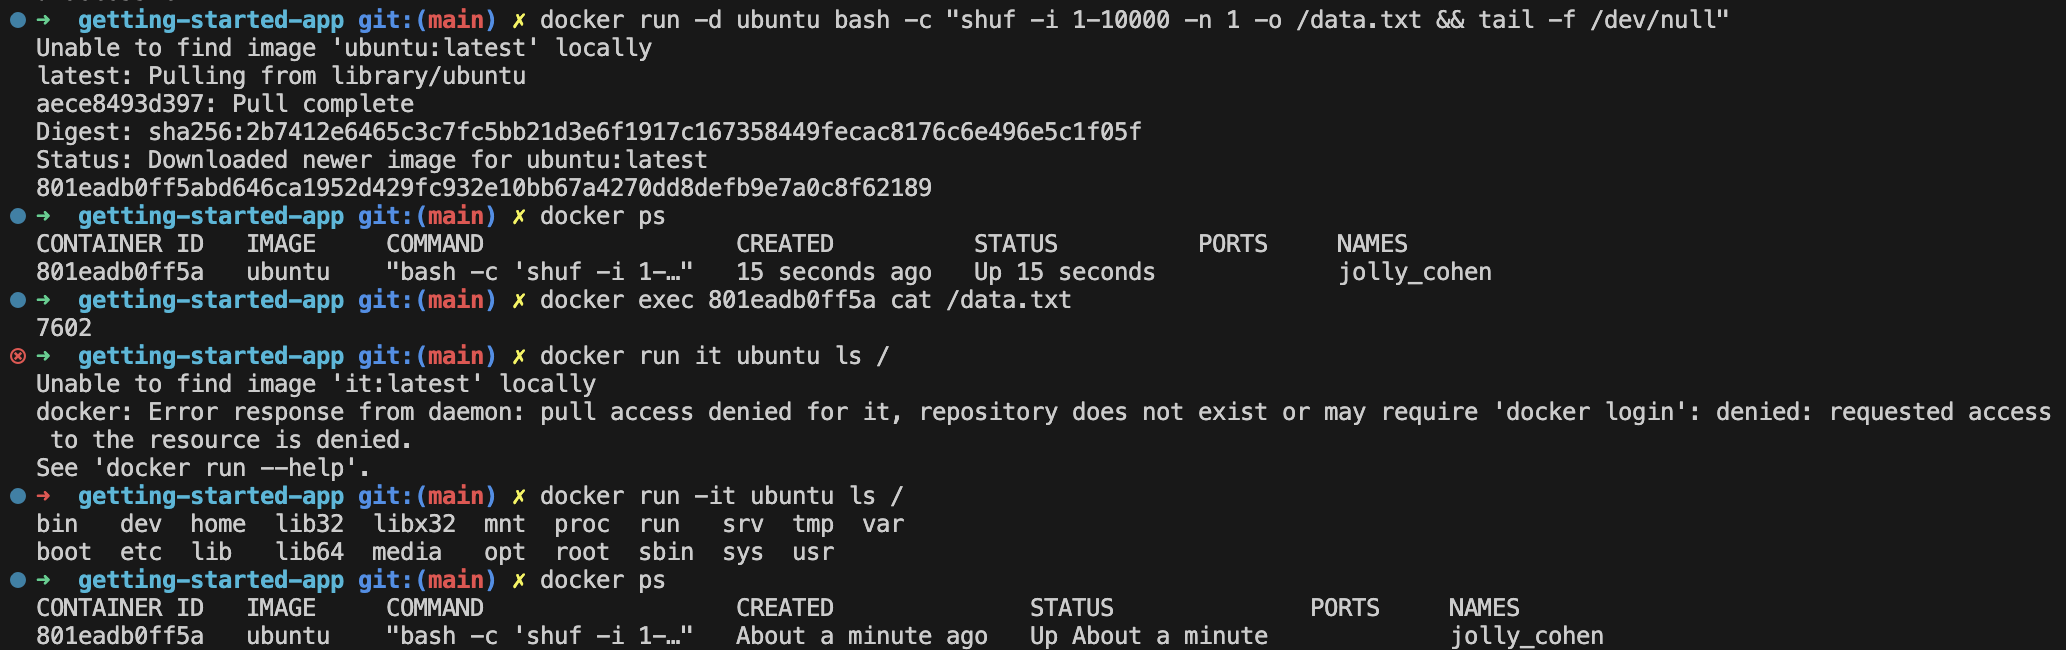 ➜ getting-started-app git:(main) ✗ docker run -d ubuntu bash -c "shuf -i 1-10000 -n 1 -o /data.txt && tail -f /dev/null"
Unable to find image 'ubuntu:latest' locally
latest: Pulling from library/ubuntu
aece8493d397: Pull complete
Digest: sha256:2b7412e6465c3c7fc5bb21d3e6f1917c167358449fecac8176c6e496e5c1f05f
Status: Downloaded newer image for ubuntu:latest
801eadb0ff5abd646ca1952d429fc932e10bb67a4270dd8defb9e7a0c8f62189
➜ getting-started-app git:(main) ✗ docker ps
CONTAINER ID   IMAGE     COMMAND                  CREATED          STATUS          PORTS     NAMES
801eadb0ff5a   ubuntu    "bash -c 'shuf -i 1-…"   15 seconds ago   Up 15 seconds             jolly_cohen
➜ getting-started-app git:(main) ✗ docker exec 801eadb0ff5a cat /data.txt
7602
➜ getting-started-app git:(main) ✗ docker run it ubuntu ls /
Unable to find image 'it:latest' locally
docker: Error response from daemon: pull access denied for it, repository does not exist or may require 'docker login': denied: requested access
to the resource is denied.
See 'docker run --help'.
➜ getting-started-app git:(main) ✗ docker run -it ubuntu ls /
bin   dev  home  lib32  libx32  mnt  proc  run   srv  tmp  var
boot  etc  lib   lib64  media   opt  root  sbin  sys  usr
➜ getting-started-app git:(main) ✗ docker ps
CONTAINER ID   IMAGE     COMMAND                  CREATED              STATUS              PORTS     NAMES
801eadb0ff5a   ubuntu    "bash -c 'shuf -i 1-…"   About a minute ago   Up About a minute             jolly_cohen